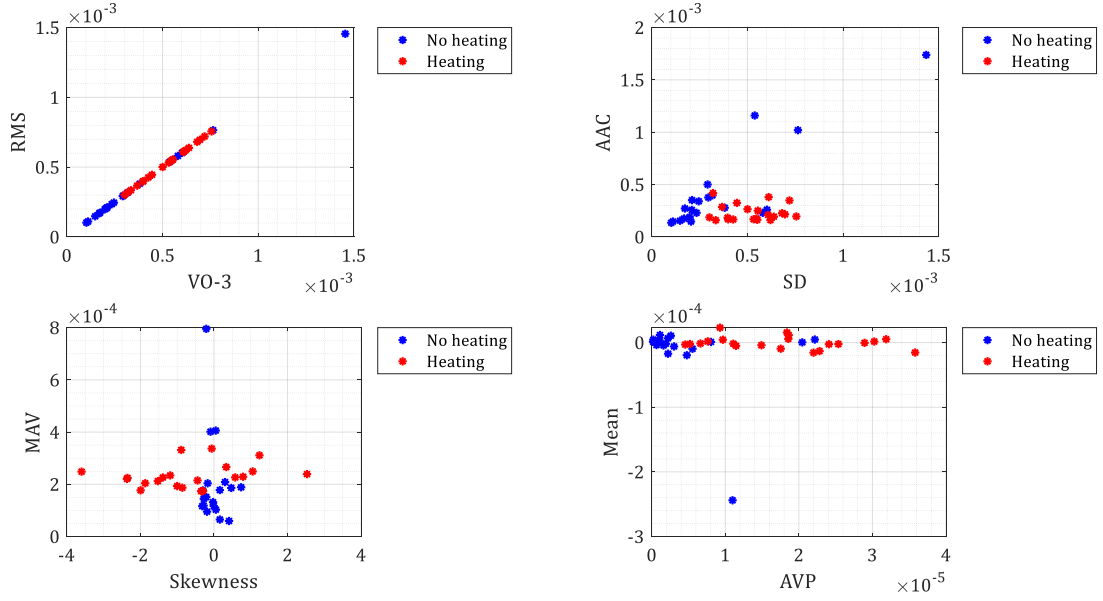 ×10⁻³
1.5
1
0.5
0
RMS
0 0.5 1 1.5
VO-3
×10⁻³
No heating
Heating
×10⁻³
2
1.5
1
0.5
0
AAC
0 0.5 1 1.5
SD
×10⁻³
No heating
Heating
×10⁻⁴
8
6
4
2
0
MAV
-4 -2 0 2 4
Skewness
No heating
Heating
×10⁻⁴
0
-1
-2
-3
Mean
0 1 2 3 4
AVP
×10⁻⁵
No heating
Heating